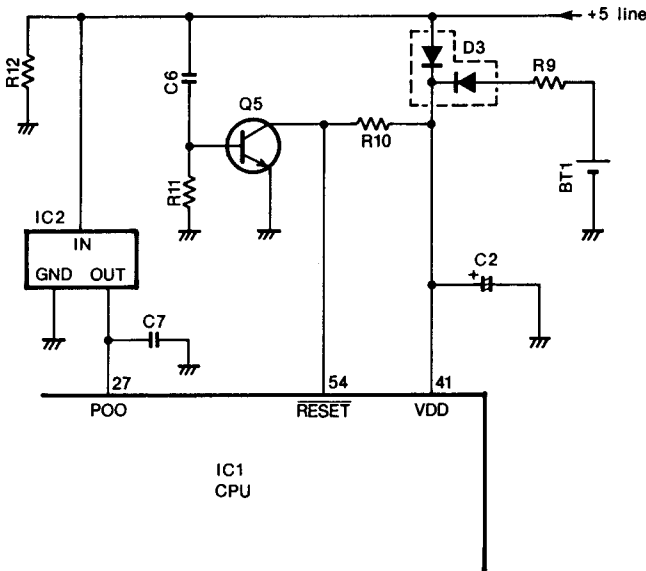 +5 line
D3
R12
C6
R9
Q5
R10
R11
BT1
IC2
IN
GND OUT
C2
+
C7
27
54
41
POO
RESET
VDD
IC1
CPU